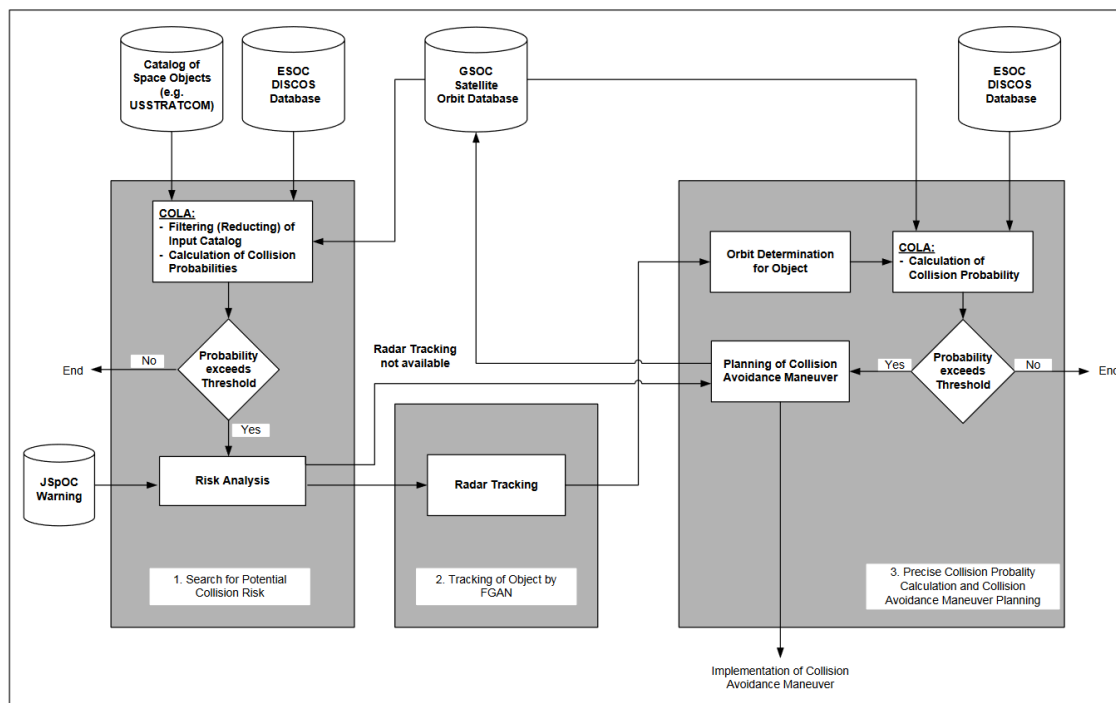 Catalog of
Space Objects
(e.g.
USSTRATCOM)
ESOC
DISCOS
Database
GSOC
Satellite
Orbit Database
ESOC
DISCOS
Database
COLA:
- Filtering (Reducting) of
Input Catalog
- Calculation of Collision
Probabilities
Orbit Determination
for Object
COLA:
- Calculation of
Collision Probability
Probability
exceeds
Threshold
No
End
Yes
Radar Tracking
not available
Planning of Collision
Avoidance Maneuver
Yes
Probability
exceeds
Threshold
No
End
JSpOC
Warning
Risk Analysis
Radar Tracking
1. Search for Potential
Collision Risk
2. Tracking of Object by
FGAN
3. Precise Collision Probality
Calculation and Collision
Avoidance Maneuver Planning
Implementation of Collision
Avoidance Maneuver